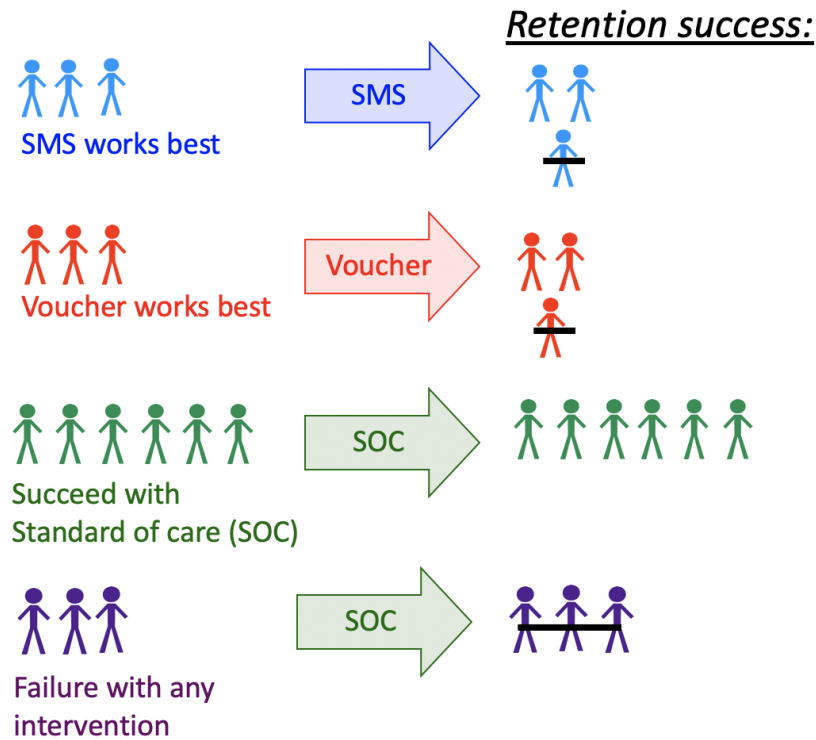 Retention success:
SMS
SMS works best
Voucher
Voucher works best
SOC
Succeed with
Standard of care (SOC)
SOC
Failure with any
intervention